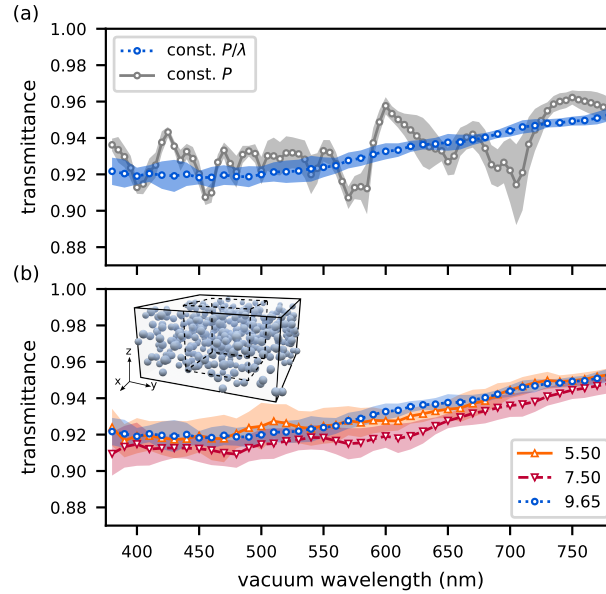 (a)
1.00
0.98
0.96
0.94
0.92
0.90
0.88
transmittance
const. P/λ
const. P
(b)
1.00
0.98
0.96
0.94
0.92
0.90
0.88
transmittance
z
x
y
5.50
7.50
9.65
400 450 500 550 600 650 700 750
vacuum wavelength (nm)